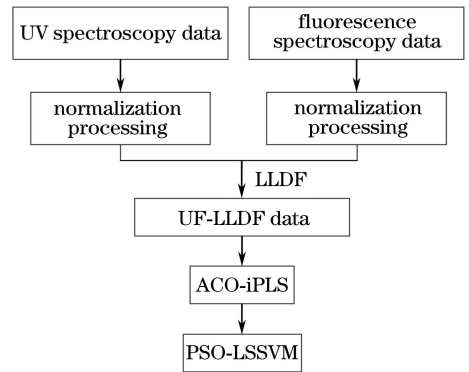 UV spectroscopy data
fluorescence
spectroscopy data
normalization
processing
normalization
processing
LLDF
UF-LLDF data
ACO-iPLS
PSO-LSSVM